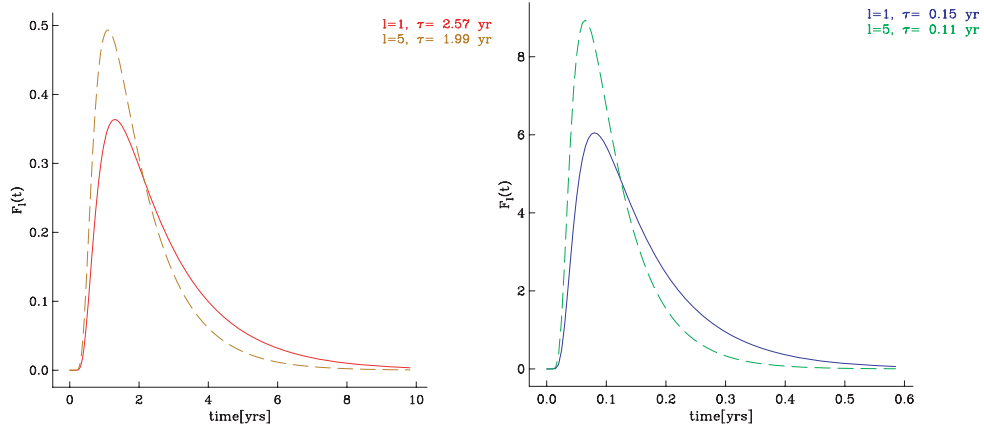 l=1, τ= 2.57 yr
l=5, τ= 1.99 yr
0.5
0.4
0.3
0.2
0.1
0.0
F_l(t)
0 2 4 6 8 10
time[yrs]
l=1, τ= 0.15 yr
l=5, τ= 0.11 yr
8
6
4
2
0
F_l(t)
0.0 0.1 0.2 0.3 0.4 0.5 0.6
time[yrs]